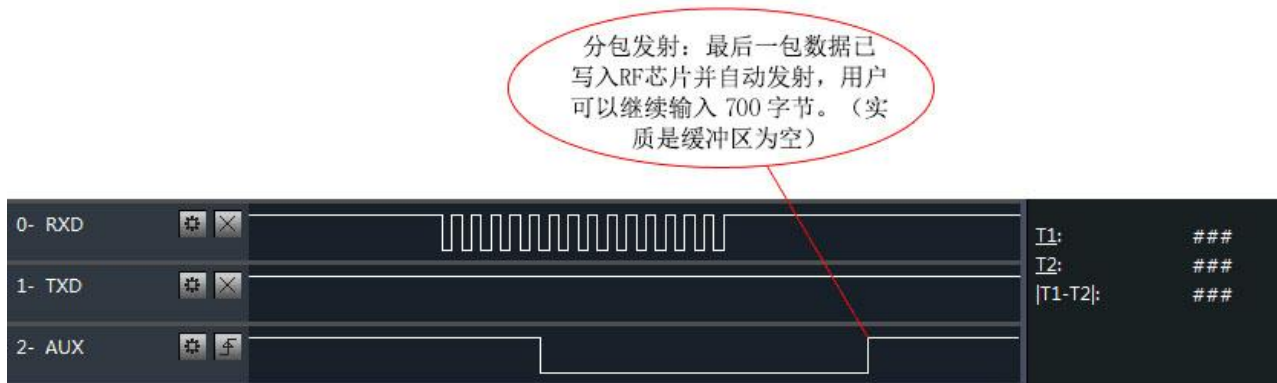 分包发射：最后一包数据已
写入RF芯片并自动发射，用户
可以继续输入 700 字节。（实
质是缓冲区为空）
0- RXD
1- TXD
2- AUX
T1: ###
T2: ###
|T1-T2|: ###